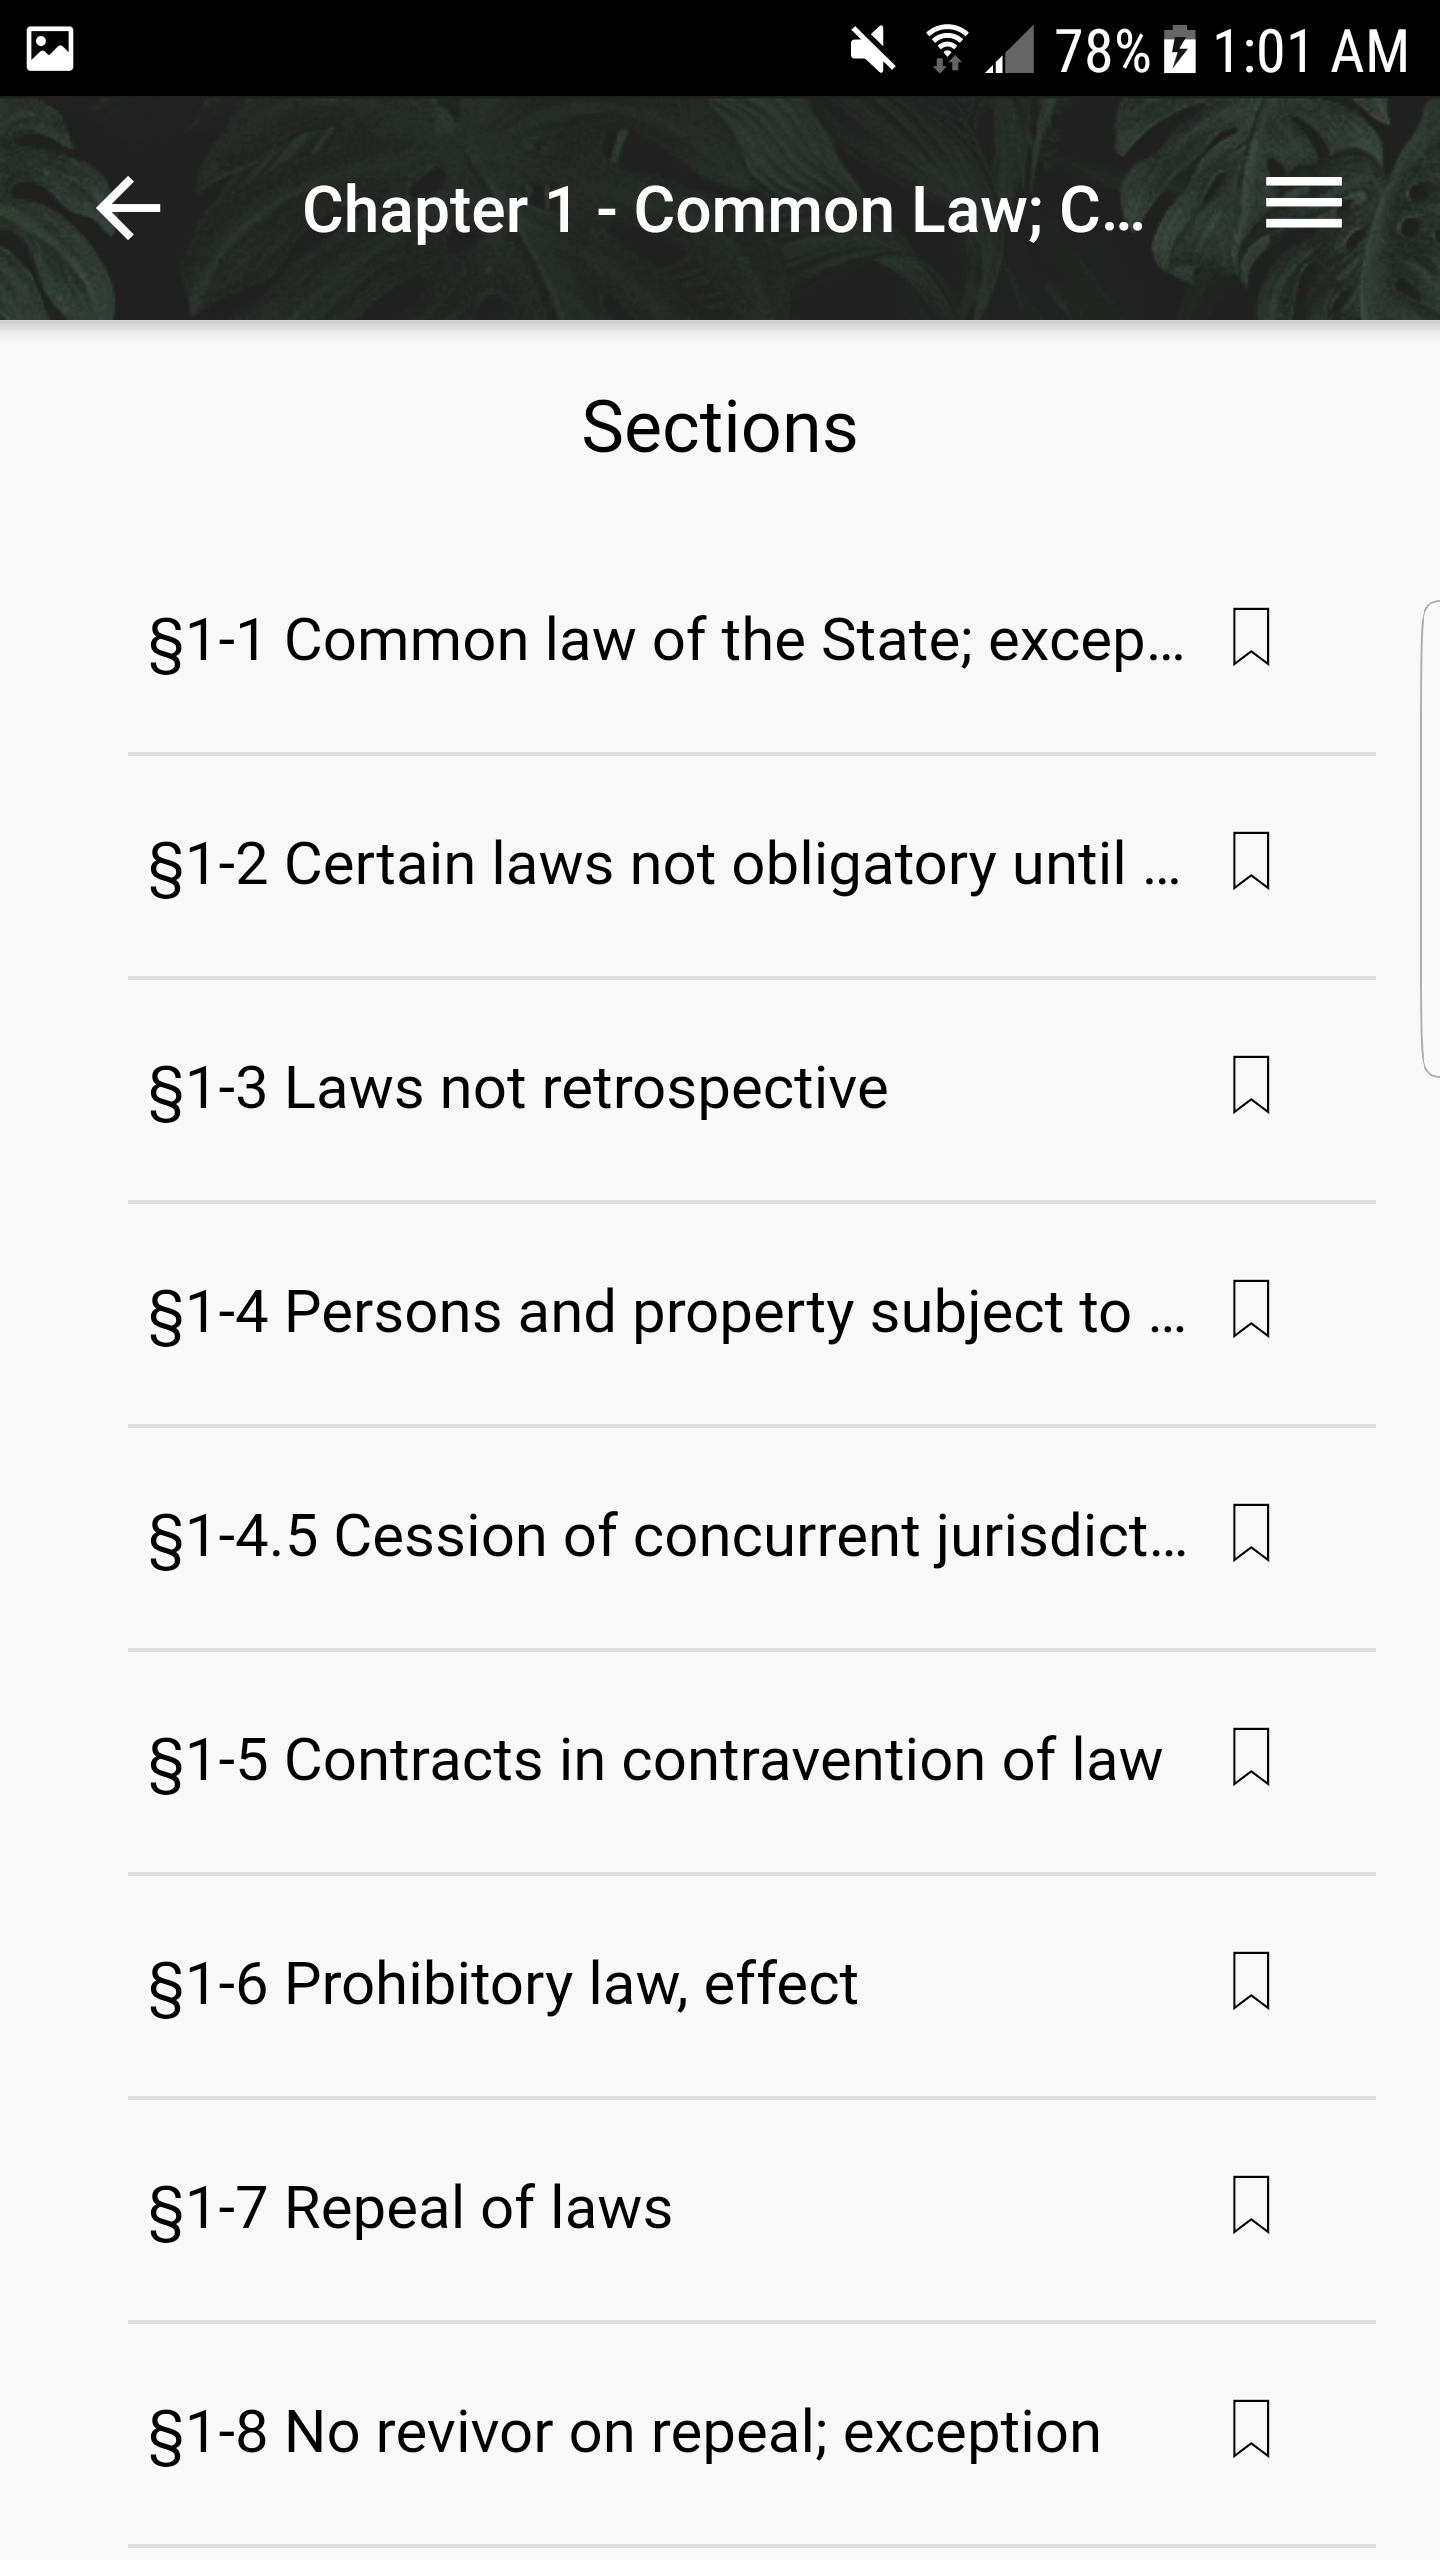 78% 1:01 AM
Chapter 1 - Common Law; C...
Sections
§1-1 Common law of the State; excep...
§1-2 Certain laws not obligatory until ...
§1-3 Laws not retrospective
§1-4 Persons and property subject to ...
§1-4.5 Cession of concurrent jurisdict...
§1-5 Contracts in contravention of law
§1-6 Prohibitory law, effect
§1-7 Repeal of laws
§1-8 No revivor on repeal; exception